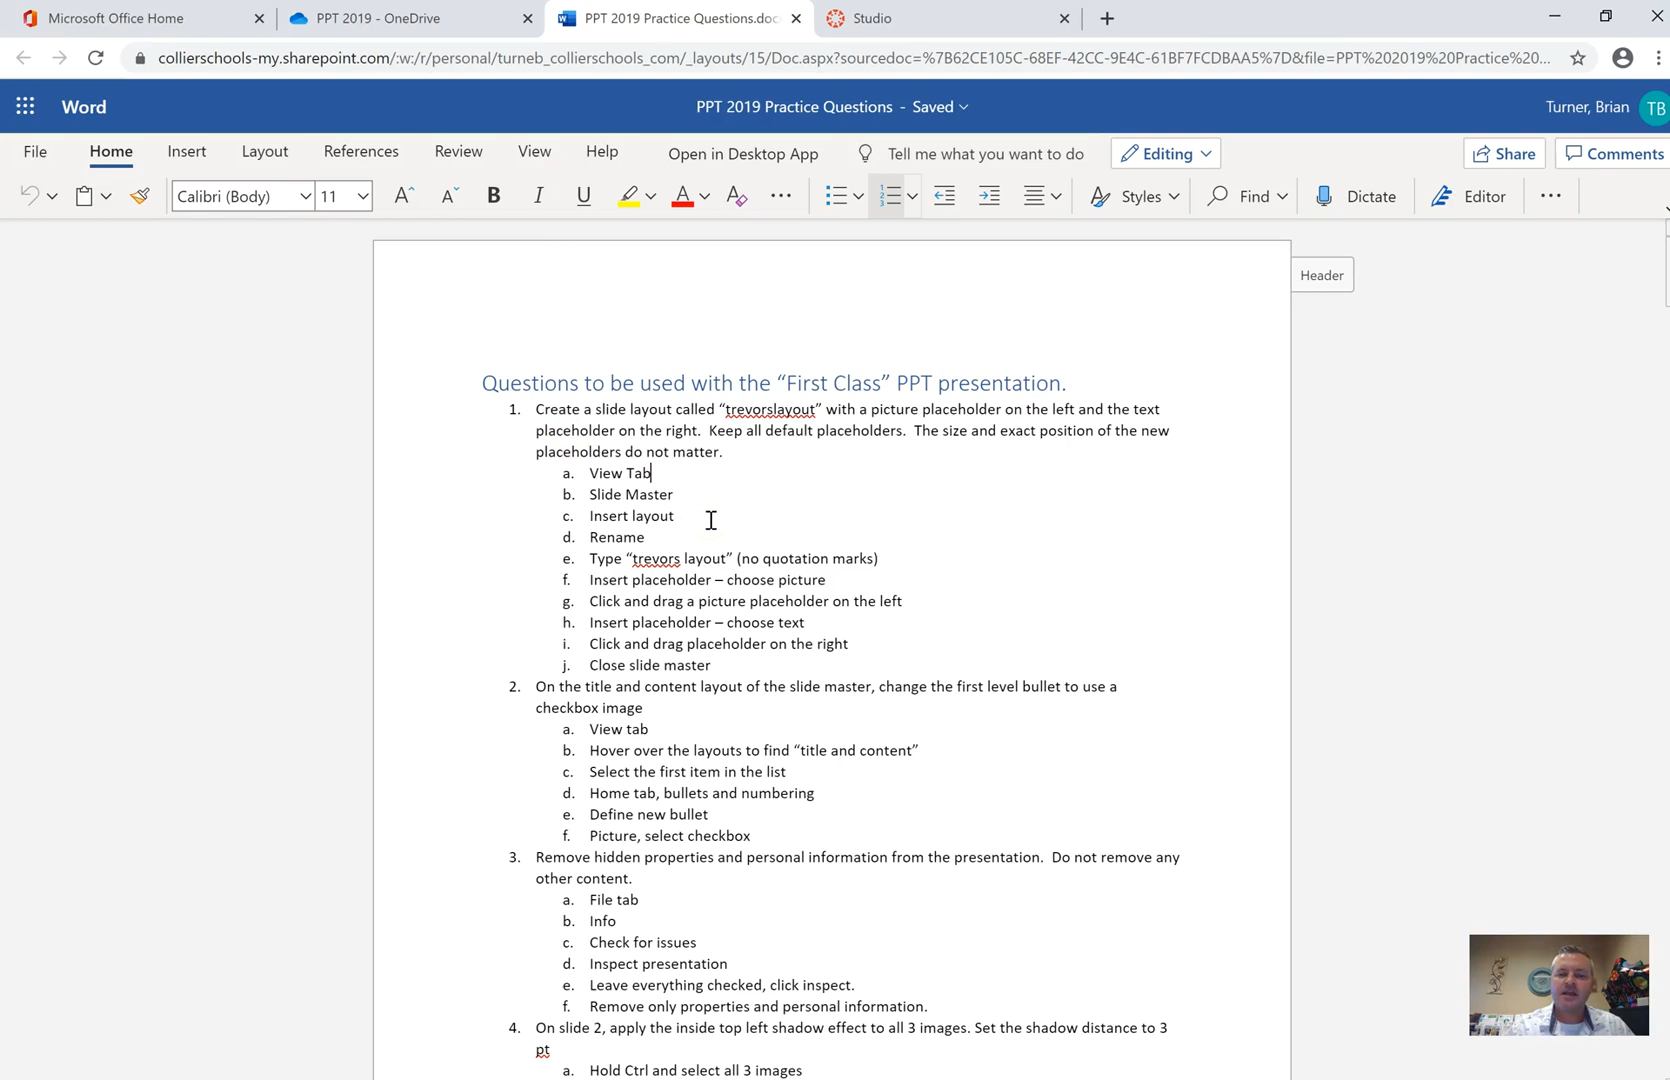 Microsoft Office Home
PPT 2019 - OneDrive
PPT 2019 Practice Questions.doc
Studio
collierschools-my.sharepoint.com/:w:/r/personal/turneb_collierschools_com/_layouts/15/Doc.aspx?sourcedoc=%7B62CE105C-68EF-42CC-9E4C-61BF7FCDBAA5%7D&file=PPT%202019%20Practice%20...
Word
PPT 2019 Practice Questions - Saved
Turner, Brian
TB
File Home Insert Layout References Review View Help Open in Desktop App Tell me what you want to do Editing Share Comments
Calibri (Body) 11 A A B I U A A Styles Find Dictate Editor
Header
Questions to be used with the “First Class” PPT presentation.
1. Create a slide layout called “trevorslayout” with a picture placeholder on the left and the text
placeholder on the right. Keep all default placeholders. The size and exact position of the new
placeholders do not matter.
a. View Tab
b. Slide Master
c. Insert layout
d. Rename
e. Type “trevors layout” (no quotation marks)
f. Insert placeholder – choose picture
g. Click and drag a picture placeholder on the left
h. Insert placeholder – choose text
i. Click and drag placeholder on the right
j. Close slide master
2. On the title and content layout of the slide master, change the first level bullet to use a
checkbox image
a. View tab
b. Hover over the layouts to find “title and content”
c. Select the first item in the list
d. Home tab, bullets and numbering
e. Define new bullet
f. Picture, select checkbox
3. Remove hidden properties and personal information from the presentation. Do not remove any
other content.
a. File tab
b. Info
c. Check for issues
d. Inspect presentation
e. Leave everything checked, click inspect.
f. Remove only properties and personal information.
4. On slide 2, apply the inside top left shadow effect to all 3 images. Set the shadow distance to 3
pt
a. Hold Ctrl and select all 3 images